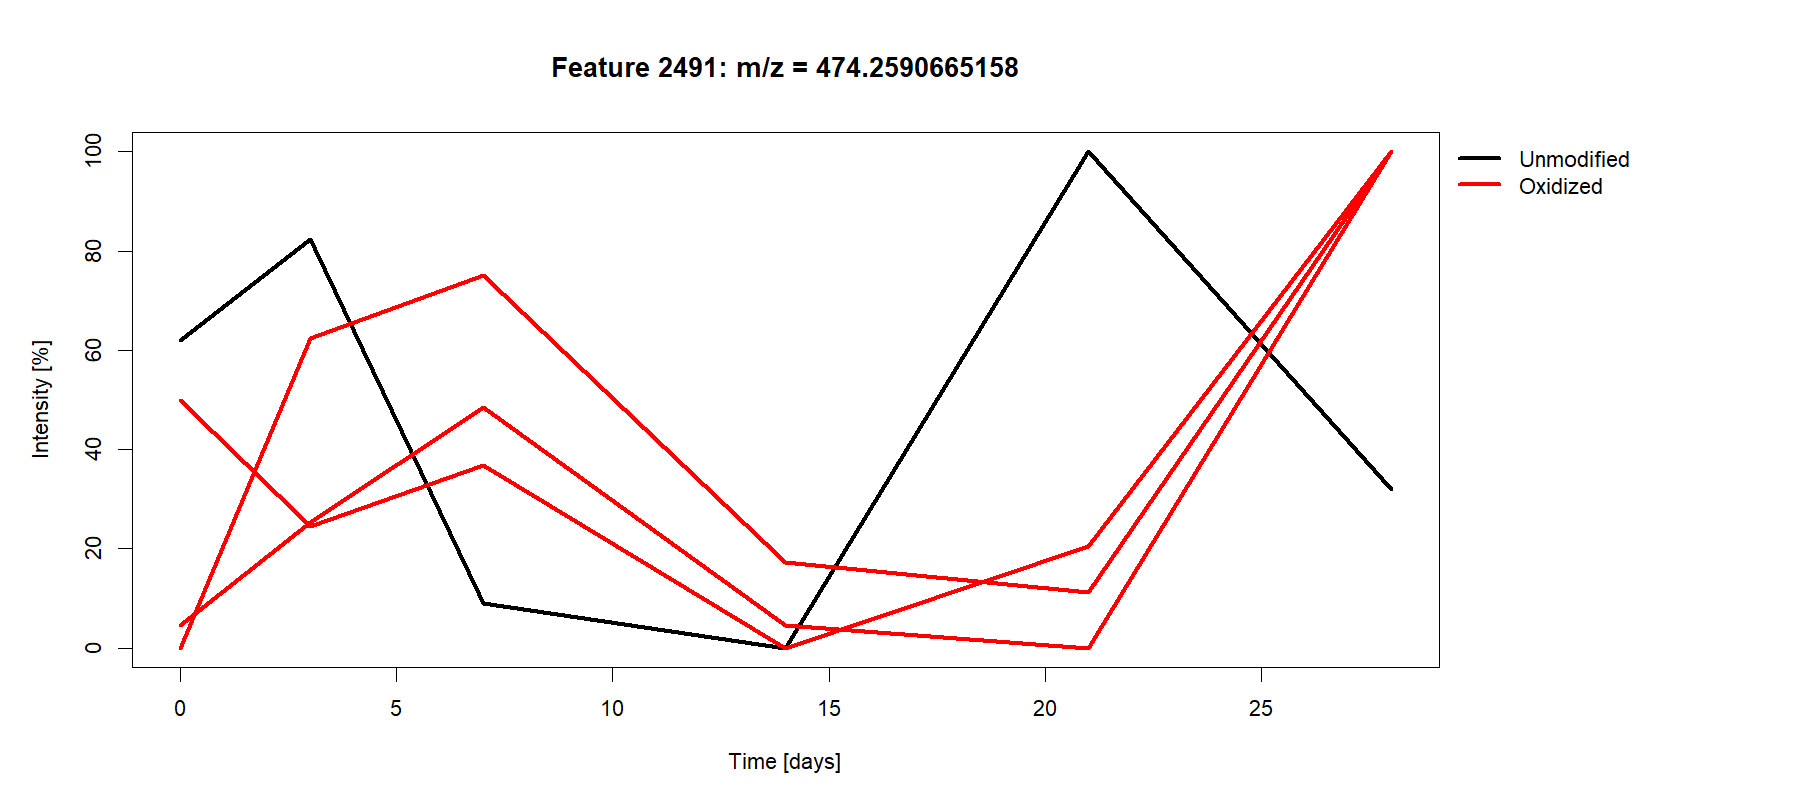 Feature 2491: m/z = 474.2590665158
Unmodified
Oxidized
Intensity [%]
100
80
60
40
20
0
0 5 10 15 20 25
Time [days]